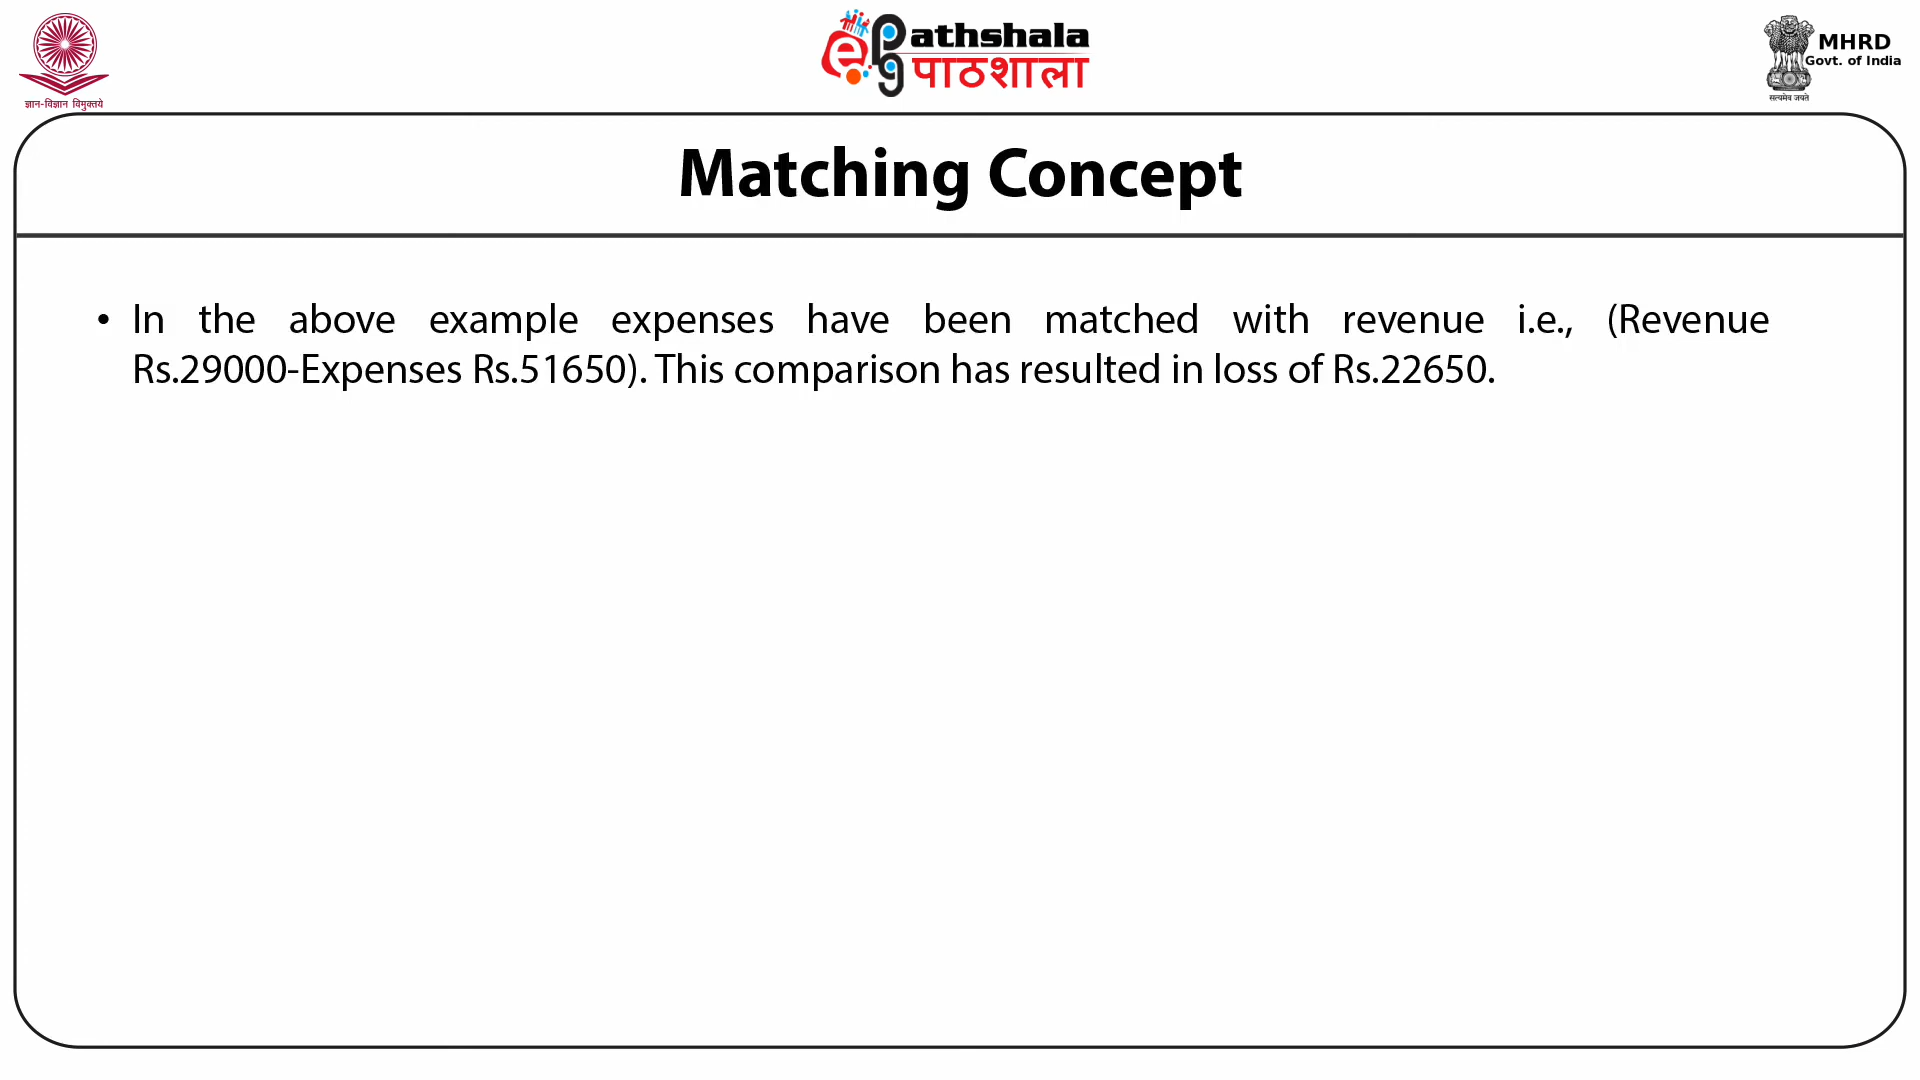 ज्ञान-विज्ञान विमुक्तये
ePG athshala
पाठशाला
MHRD
Govt. of India
सत्यमेव जयते
Matching Concept
• In the above example expenses have been matched with revenue i.e., (Revenue
Rs.29000-Expenses Rs.51650). This comparison has resulted in loss of Rs.22650.